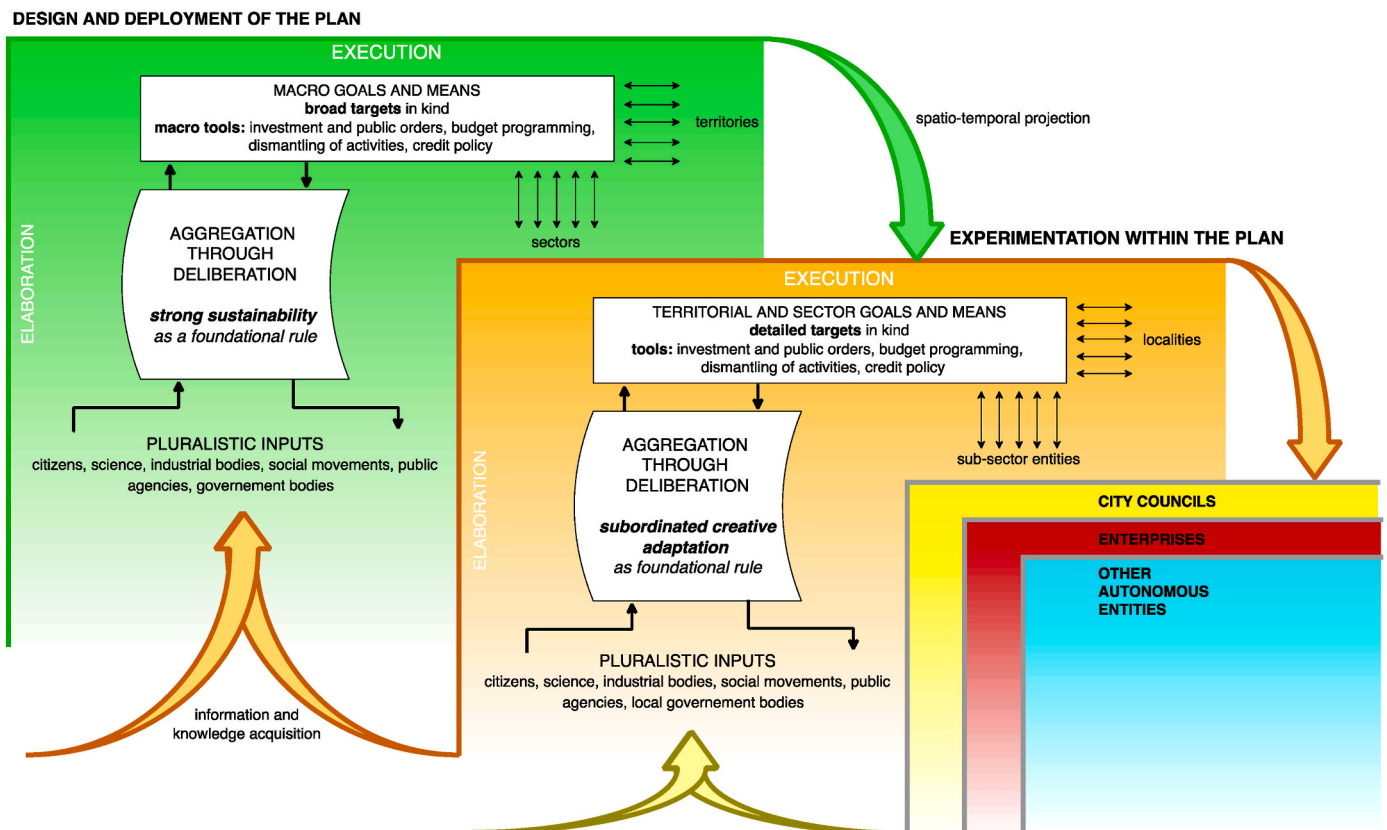 DESIGN AND DEPLOYMENT OF THE PLAN
EXECUTION
MACRO GOALS AND MEANS
broad targets in kind
macro tools: investment and public orders, budget programming,
dismantling of activities, credit policy
territories
sectors
ELABORATION
AGGREGATION
THROUGH
DELIBERATION
strong sustainability
as a foundational rule
PLURALISTIC INPUTS
citizens, science, industrial bodies, social movements, public
agencies, governement bodies
information and
knowledge acquisition
spatio-temporal projection
EXPERIMENTATION WITHIN THE PLAN
EXECUTION
TERRITORIAL AND SECTOR GOALS AND MEANS
detailed targets in kind
tools: investment and public orders, budget programming,
dismantling of activities, credit policy
localities
sub-sector entities
ELABORATION
AGGREGATION
THROUGH
DELIBERATION
subordinated creative
adaptation
as foundational rule
PLURALISTIC INPUTS
citizens, science, industrial bodies, social movements, public
agencies, local governement bodies
CITY COUNCILS
ENTERPRISES
OTHER
AUTONOMOUS
ENTITIES